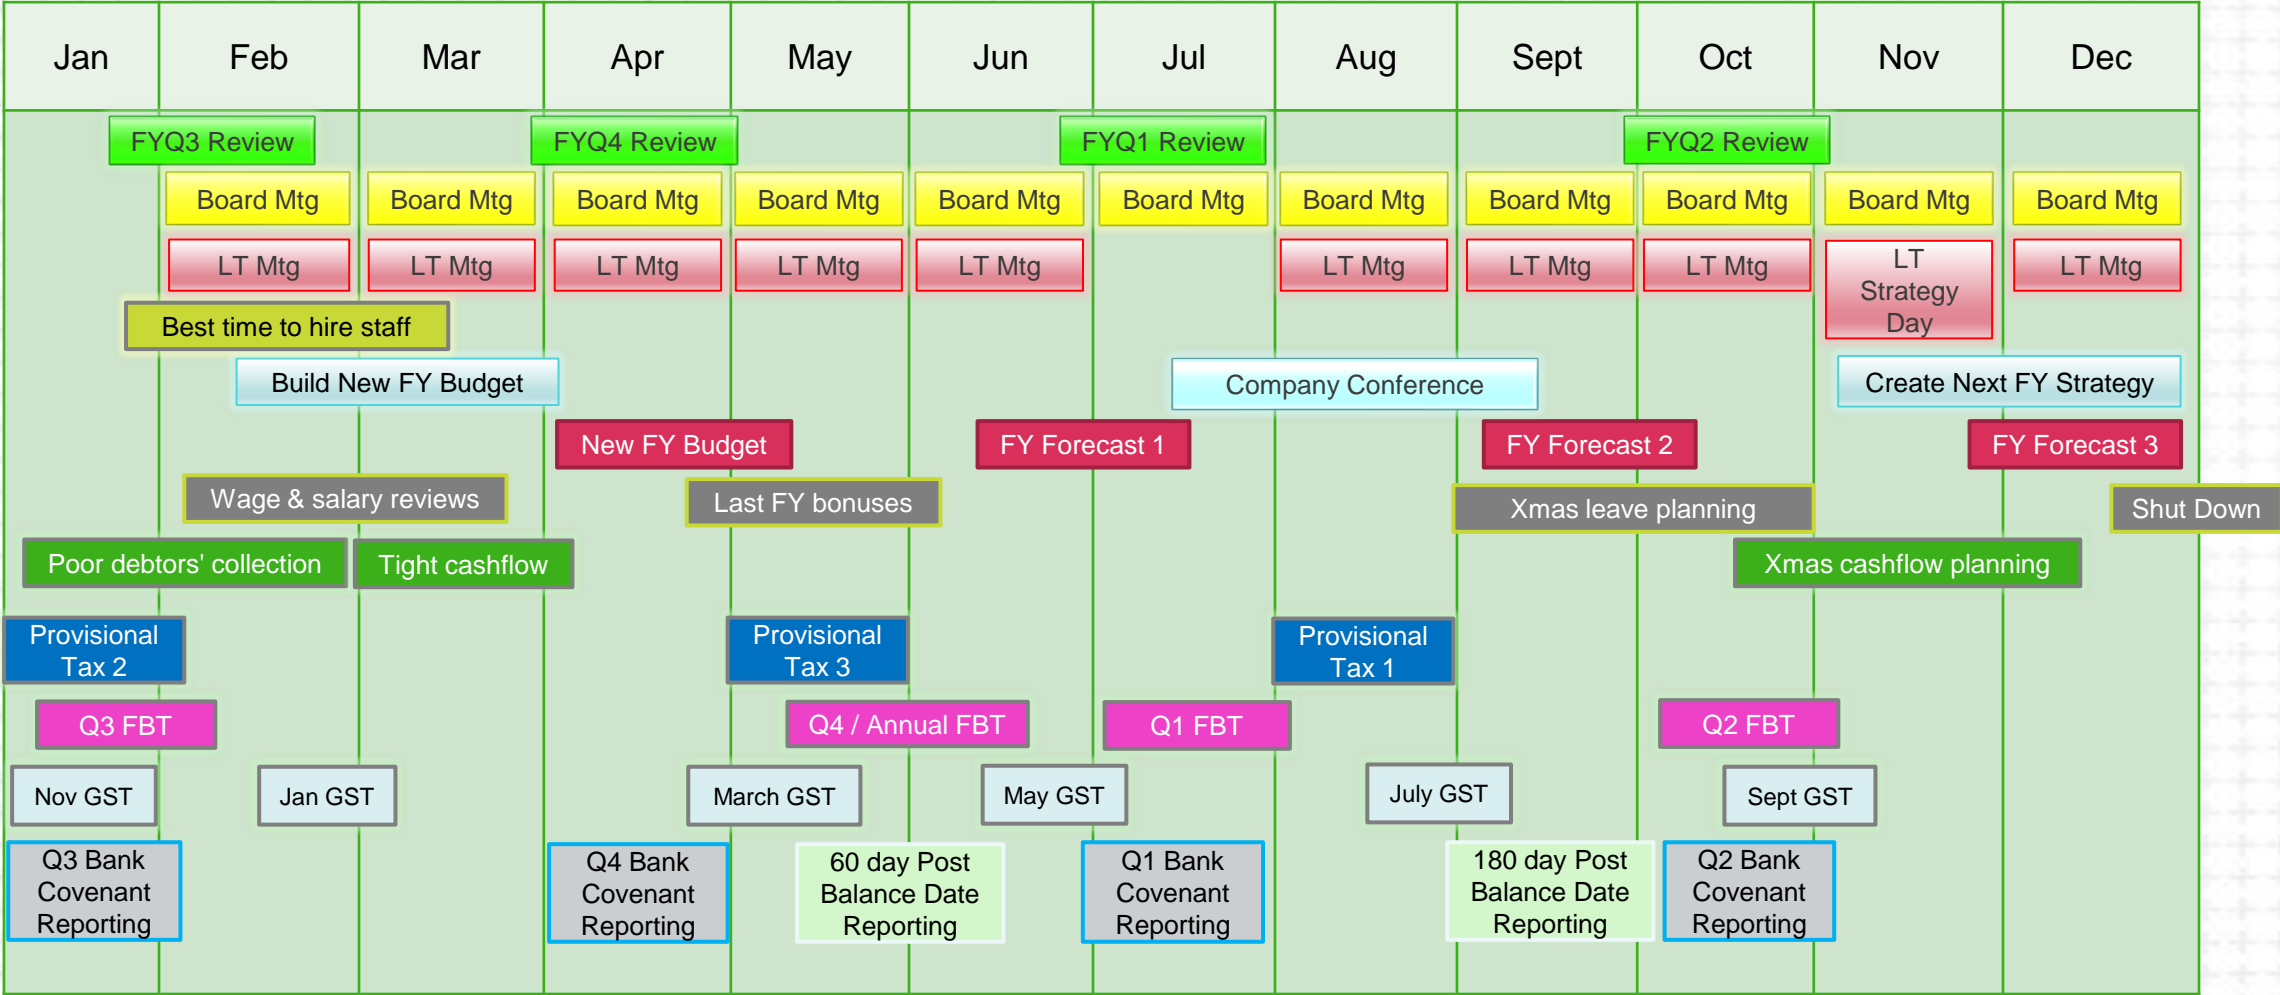 Jan Feb Mar Apr May Jun Jul Aug Sept Oct Nov Dec
FYQ3 Review FYQ4 Review FYQ1 Review FYQ2 Review
Board Mtg Board Mtg Board Mtg Board Mtg Board Mtg Board Mtg Board Mtg Board Mtg Board Mtg Board Mtg Board Mtg
LT Mtg LT Mtg LT Mtg LT Mtg LT Mtg LT Mtg LT Mtg LT Mtg
LT
Strategy
Day
LT Mtg
Best time to hire staff
Build New FY Budget
Company Conference
Create Next FY Strategy
New FY Budget
FY Forecast 1
FY Forecast 2
FY Forecast 3
Wage & salary reviews
Last FY bonuses
Xmas leave planning
Shut Down
Poor debtors' collection
Tight cashflow
Xmas cashflow planning
Provisional
Tax 2
Provisional
Tax 3
Provisional
Tax 1
Q3 FBT
Q4 / Annual FBT
Q1 FBT
Q2 FBT
Nov GST
Jan GST
March GST
May GST
July GST
Sept GST
Q3 Bank
Covenant
Reporting
Q4 Bank
Covenant
Reporting
60 day Post
Balance Date
Reporting
Q1 Bank
Covenant
Reporting
180 day Post
Balance Date
Reporting
Q2 Bank
Covenant
Reporting